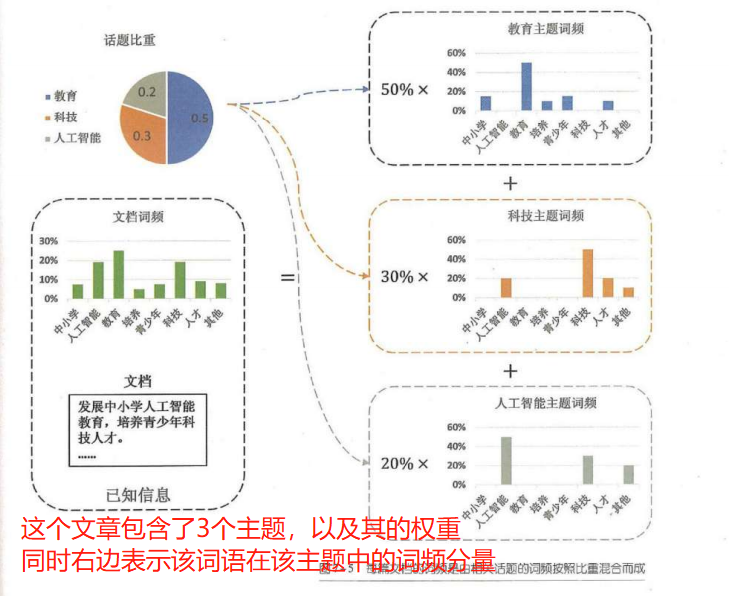 话题比重
教育
科技
人工智能
0.2
0.5
0.3
50%×
教育主题词频
60%
40%
20%
0%
中小学
人工智能
教育
培养
青少年
科技
人才
其他
+
30%×
科技主题词频
60%
40%
20%
0%
中小学
人工智能
教育
培养
青少年
科技
人才
其他
+
20%×
人工智能主题词频
60%
40%
20%
0%
中小学
人工智能
教育
培养
青少年
科技
人才
其他
=
文档词频
30%
20%
10%
0%
中小学
人工智能
教育
培养
青少年
科技
人才
其他
文档
发展中小学人工智能
教育,培养青少年科
技人才。
......
已知信息
这个文章包含了3个主题，以及其的权重
同时右边表示该词语在该主题中的词频分量
每篇文档的词频是由相关话题的词频按照比重混合而成